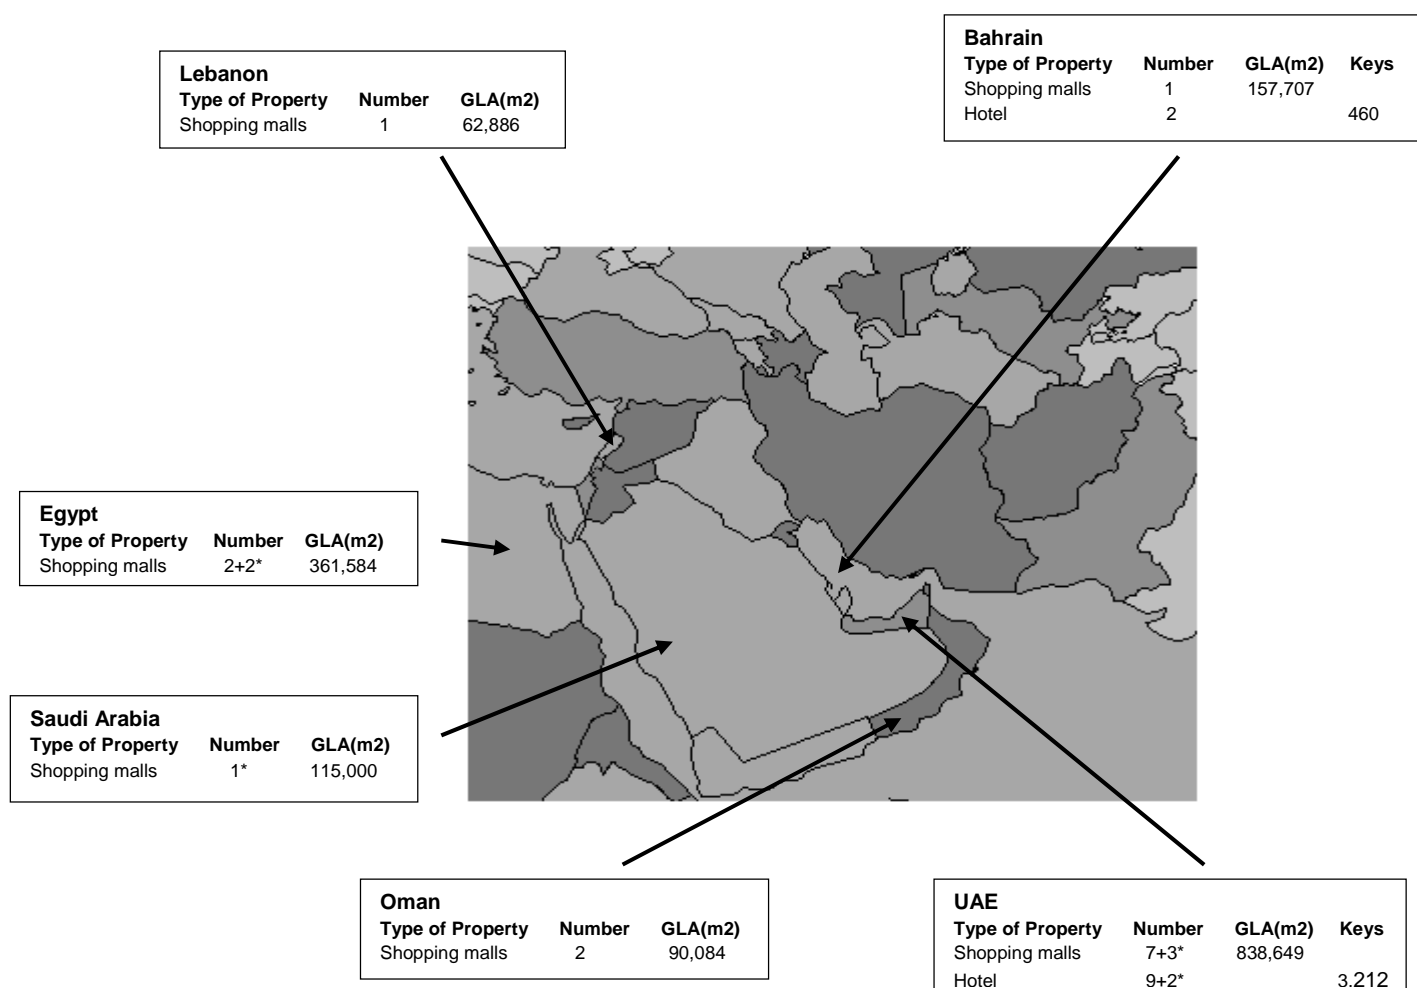 Lebanon
Type of Property Number GLA(m2)
Shopping malls 1 62,886
Bahrain
Type of Property Number GLA(m2) Keys
Shopping malls 1 157,707
Hotel 2 460
Egypt
Type of Property Number GLA(m2)
Shopping malls 2+2* 361,584
Saudi Arabia
Type of Property Number GLA(m2)
Shopping malls 1* 115,000
Oman
Type of Property Number GLA(m2)
Shopping malls 2 90,084
UAE
Type of Property Number GLA(m2) Keys
Shopping malls 7+3* 838,649
Hotel 9+2* 3,212